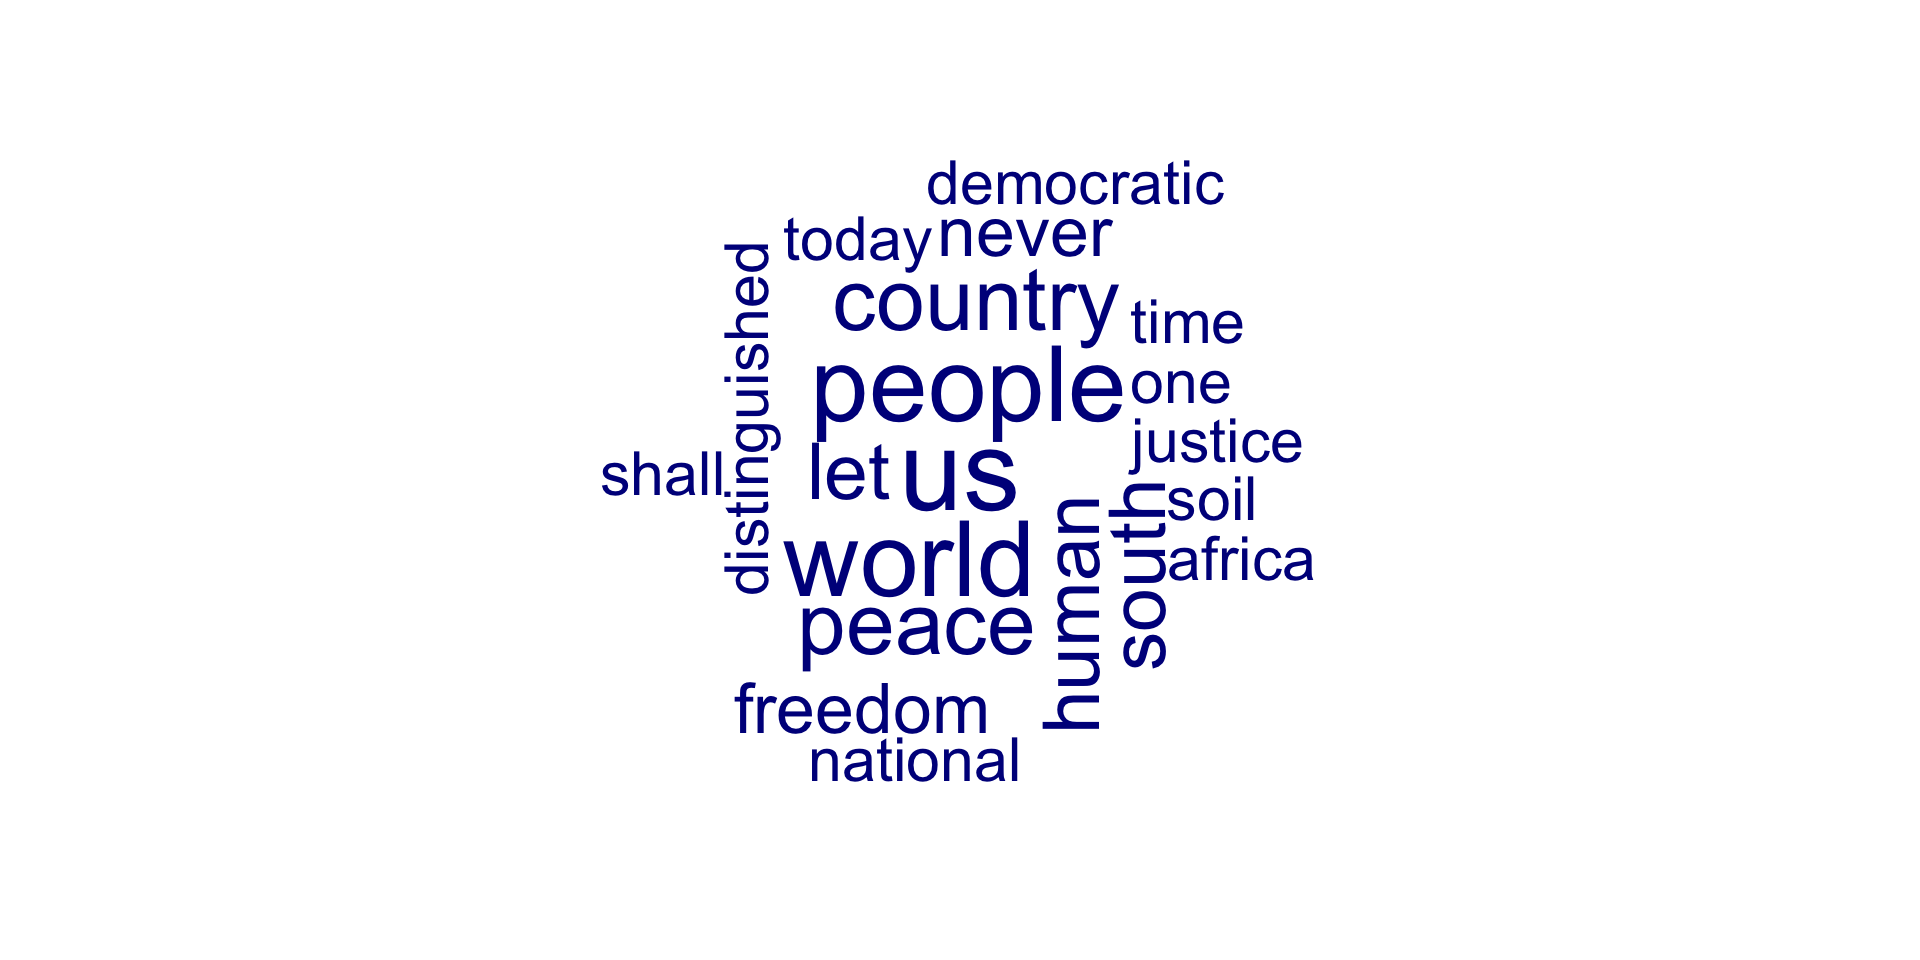 democratic
today never
country
time
people one
distinguished
justice
shall
let us
soil
south
human
world
africa
peace
freedom
national